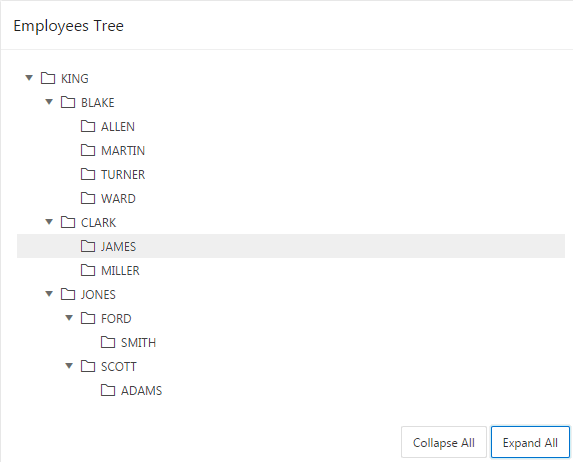 Employees Tree
KING
BLAKE
ALLEN
MARTIN
TURNER
WARD
CLARK
JAMES
MILLER
JONES
FORD
SMITH
SCOTT
ADAMS
Collapse All Expand All